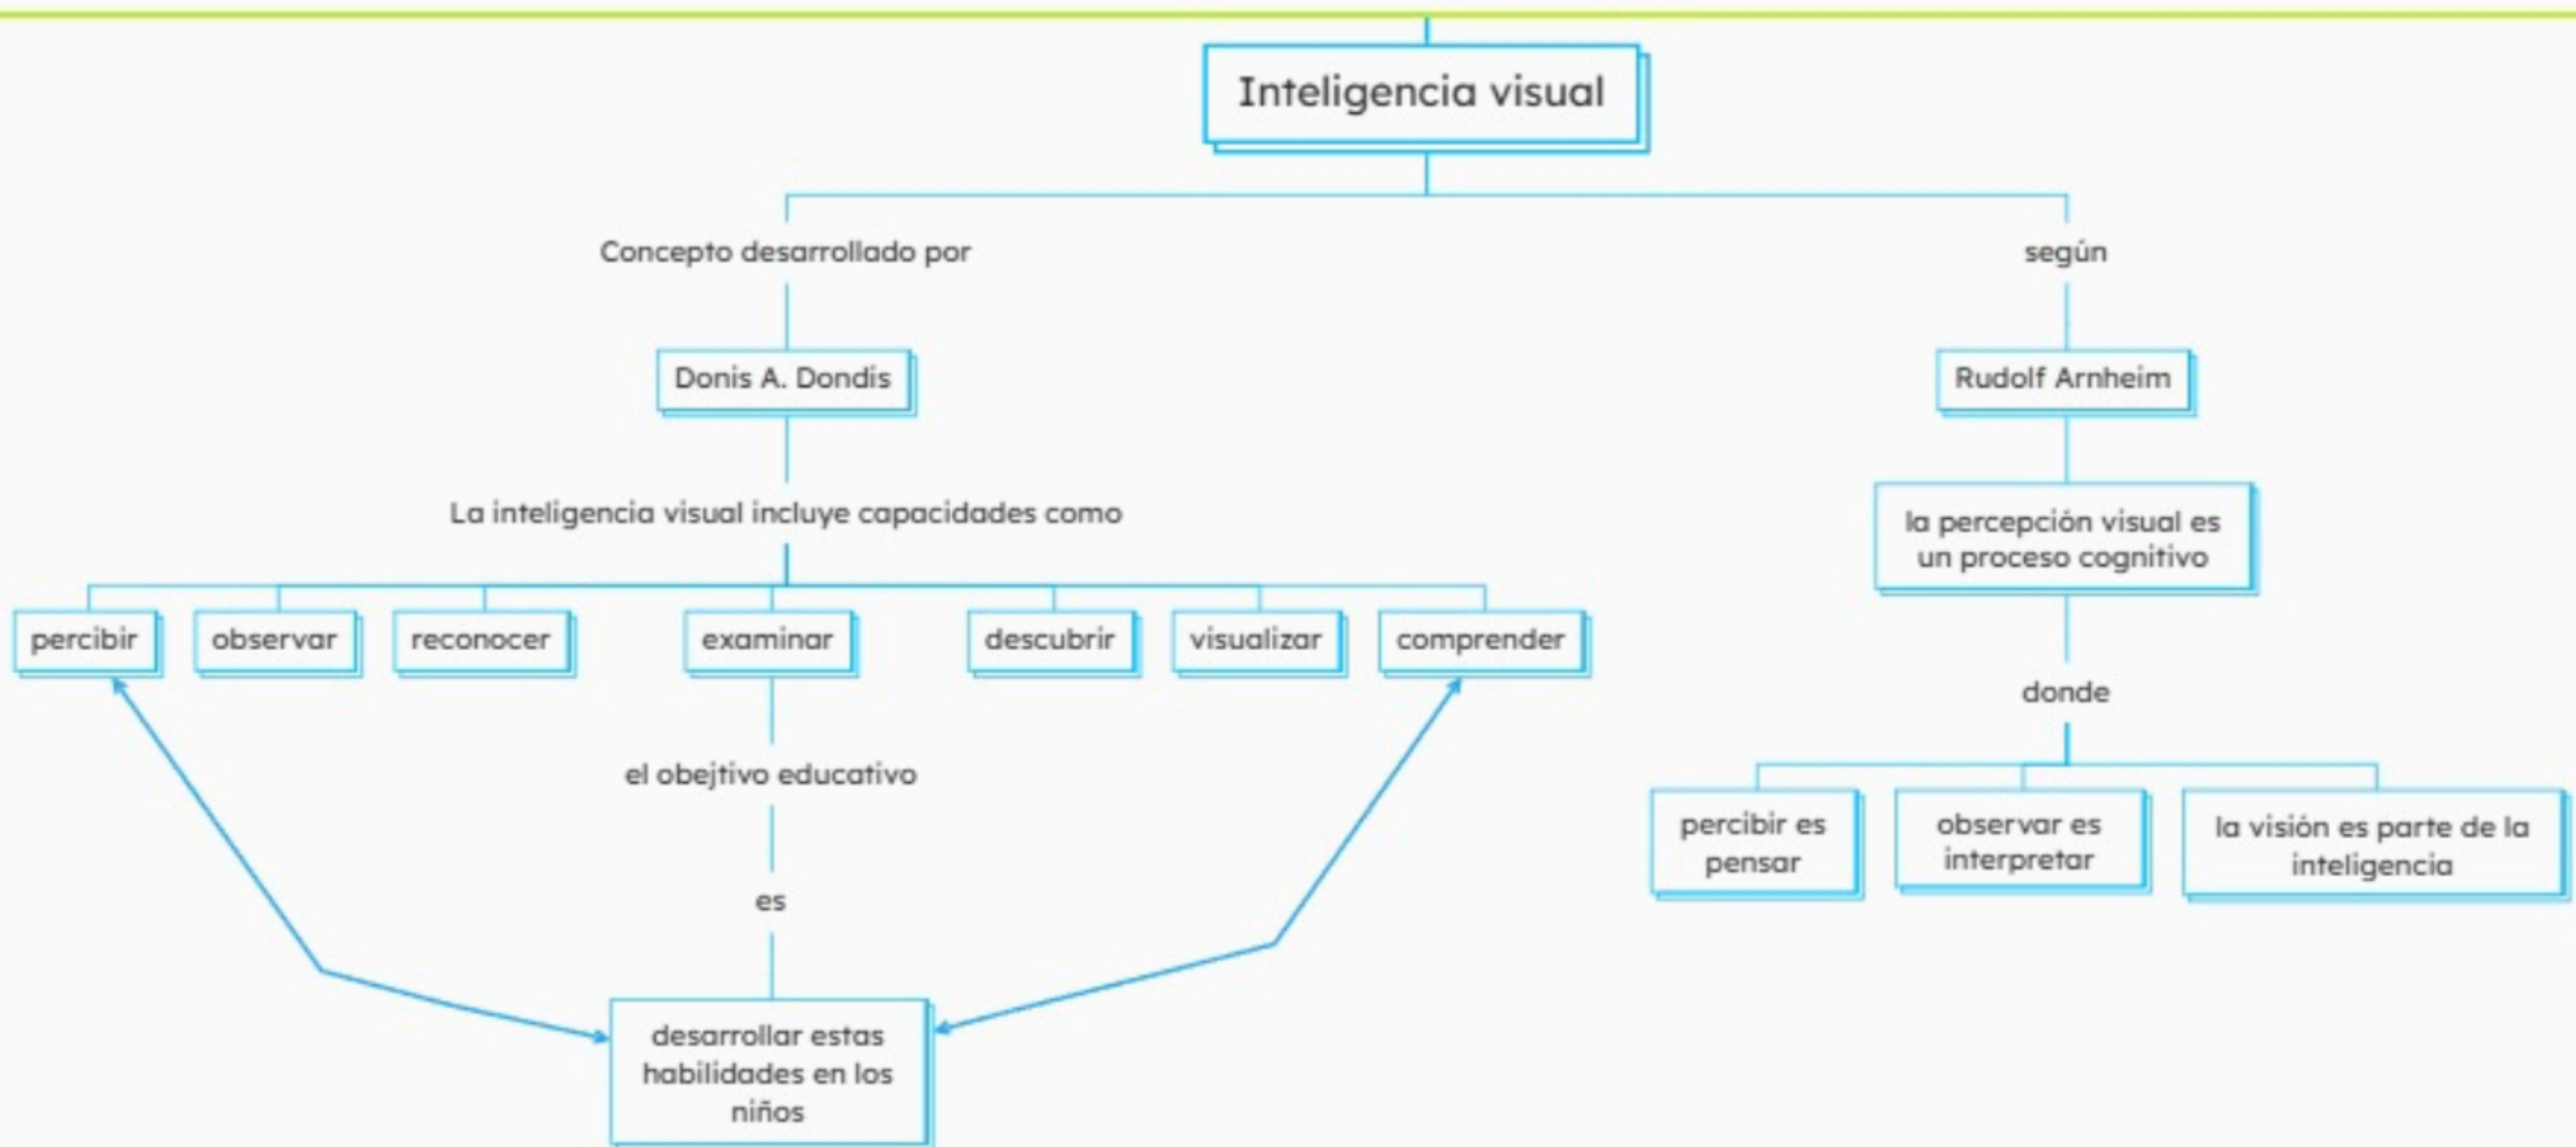 Inteligencia visual
Concepto desarrollado por
según
Donis A. Dondis
Rudolf Arnheim
La inteligencia visual incluye capacidades como
la percepción visual es
un proceso cognitivo
percibir
observar
reconocer
examinar
descubrir
visualizar
comprender
donde
el obejtivo educativo
percibir es
pensar
observar es
interpretar
la visión es parte de la
inteligencia
es
desarrollar estas
habilidades en los
niños